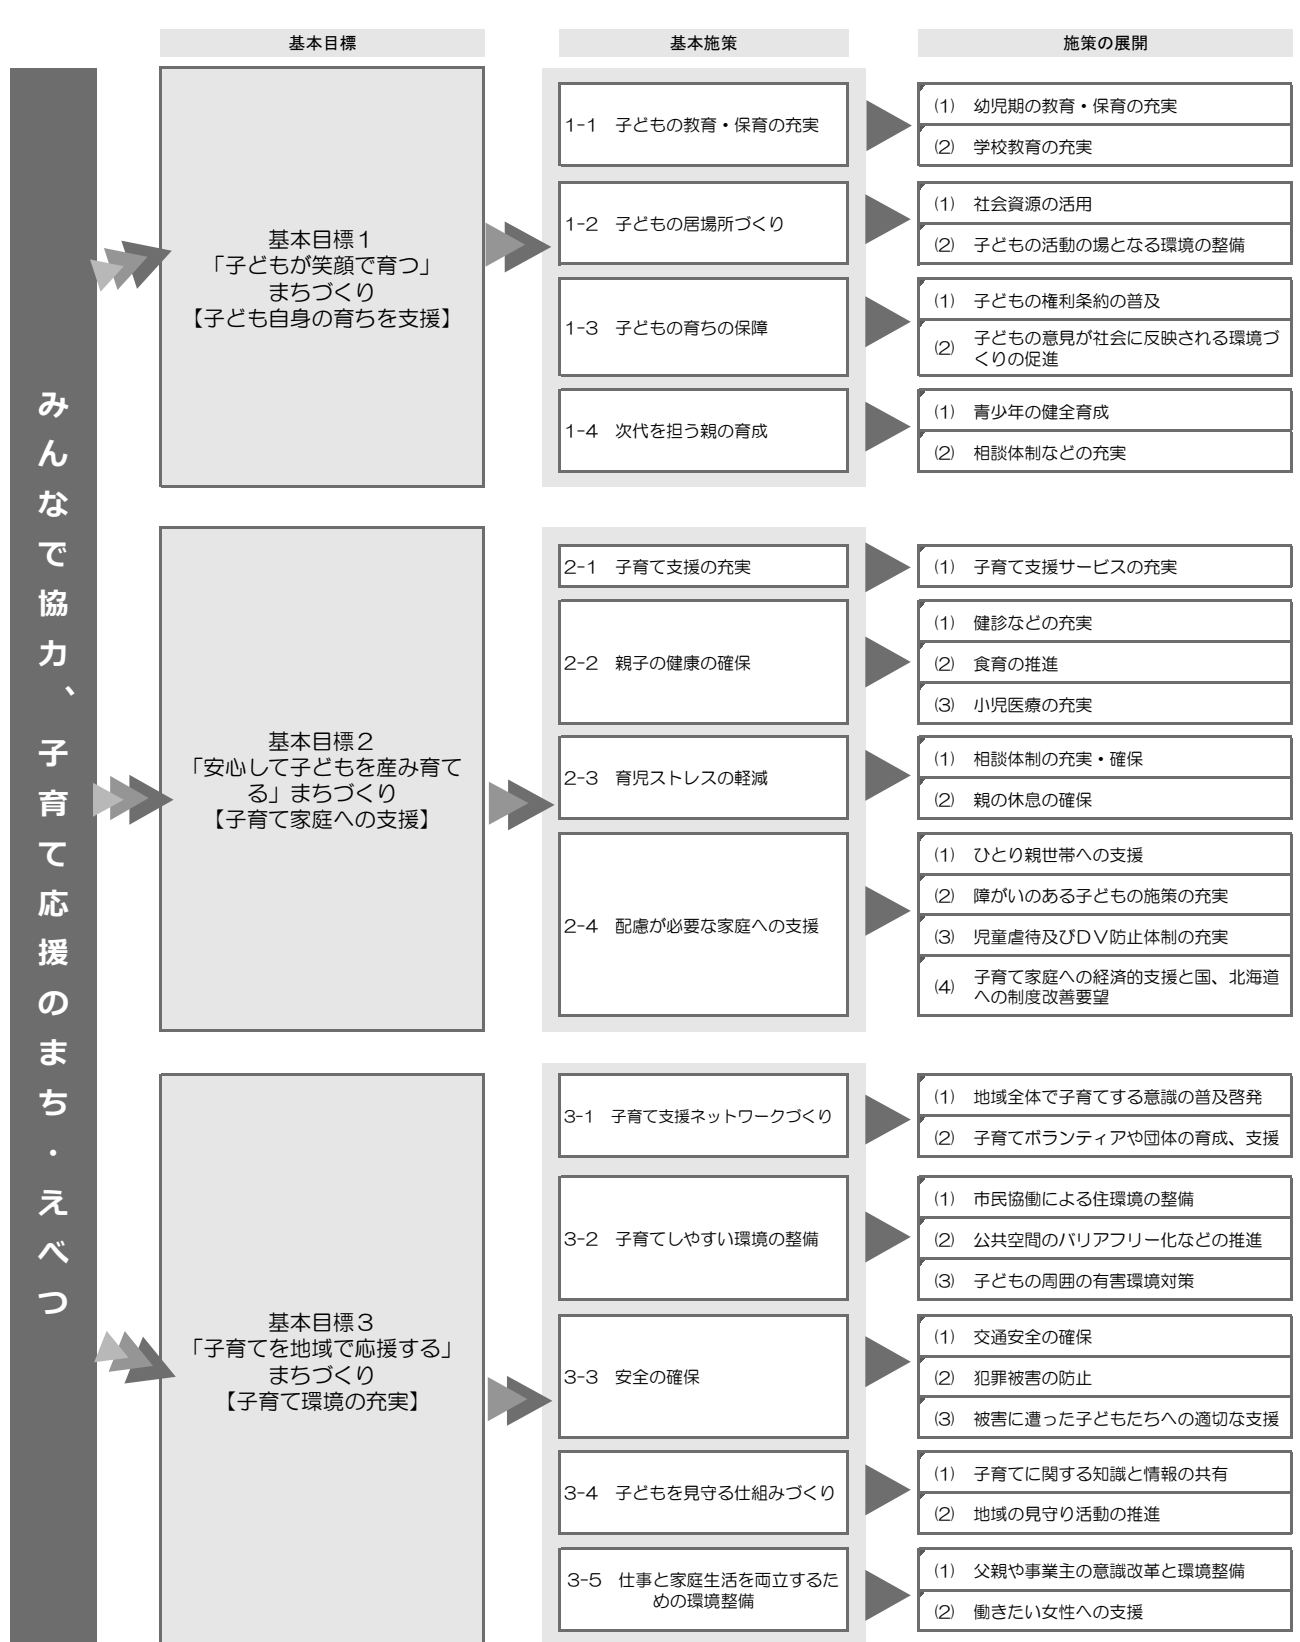 基本目標
基本施策
施策の展開
みんなで協力、子育て応援のまち・えべつ
基本目標１
「子どもが笑顔で育つ」
まちづくり
【子ども自身の育ちを支援】
1-1　子どもの教育・保育の充実
(1)　幼児期の教育・保育の充実
(2)　学校教育の充実
1-2　子どもの居場所づくり
(1)　社会資源の活用
(2)　子どもの活動の場となる環境の整備
1-3　子どもの育ちの保障
(1)　子どもの権利条約の普及
(2)　子どもの意見が社会に反映される環境づ
くりの促進
1-4　次代を担う親の育成
(1)　青少年の健全育成
(2)　相談体制などの充実
基本目標２
「安心して子どもを産み育て
る」まちづくり
【子育て家庭への支援】
2-1　子育て支援の充実
(1)　子育て支援サービスの充実
2-2　親子の健康の確保
(1)　健診などの充実
(2)　食育の推進
(3)　小児医療の充実
2-3　育児ストレスの軽減
(1)　相談体制の充実・確保
(2)　親の休息の確保
2-4　配慮が必要な家庭への支援
(1)　ひとり親世帯への支援
(2)　障がいのある子どもの施策の充実
(3)　児童虐待及びＤＶ防止体制の充実
(4)　子育て家庭への経済的支援と国、北海道
への制度改善要望
基本目標３
「子育てを地域で応援する」
まちづくり
【子育て環境の充実】
3-1　子育て支援ネットワークづくり
(1)　地域全体で子育てする意識の普及啓発
(2)　子育てボランティアや団体の育成、支援
3-2　子育てしやすい環境の整備
(1)　市民協働による住環境の整備
(2)　公共空間のバリアフリー化などの推進
(3)　子どもの周囲の有害環境対策
3-3　安全の確保
(1)　交通安全の確保
(2)　犯罪被害の防止
(3)　被害に遭った子どもたちへの適切な支援
3-4　子どもを見守る仕組みづくり
(1)　子育てに関する知識と情報の共有
(2)　地域の見守り活動の推進
3-5　仕事と家庭生活を両立するた
めの環境整備
(1)　父親や事業主の意識改革と環境整備
(2)　働きたい女性への支援